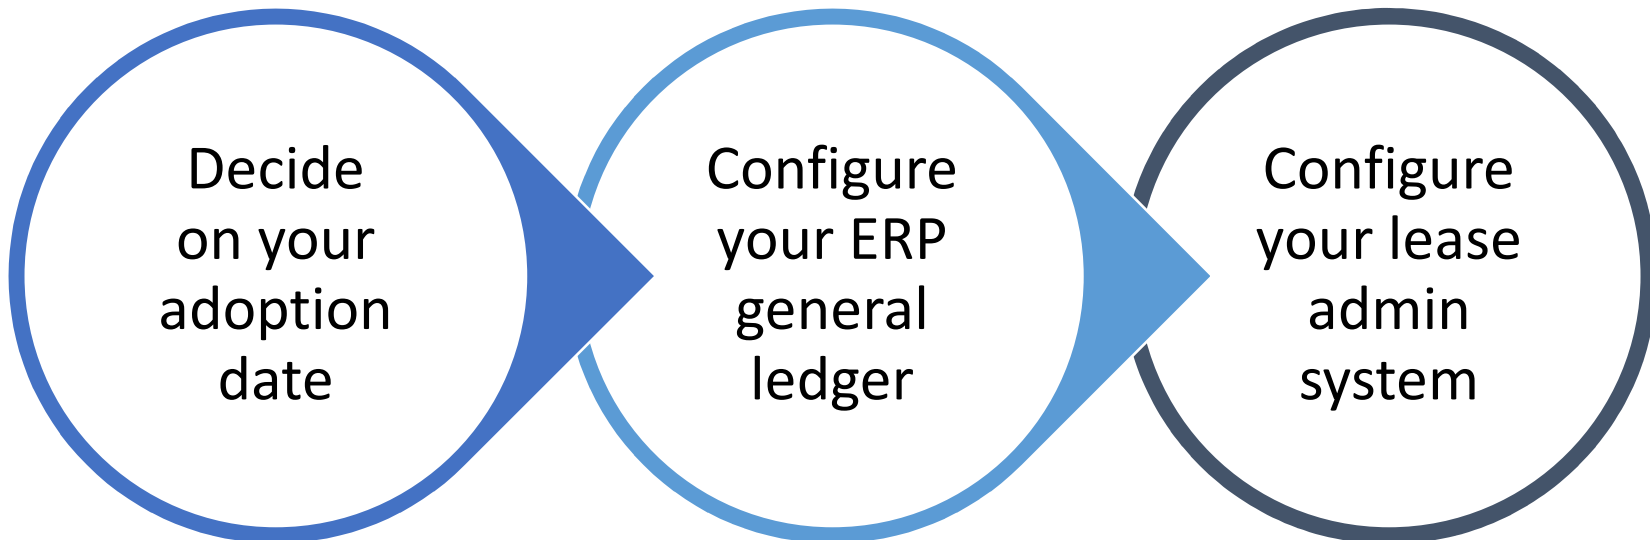 Decide
on your
adoption
date
Configure
your ERP
general
ledger
Configure
your lease
admin
system